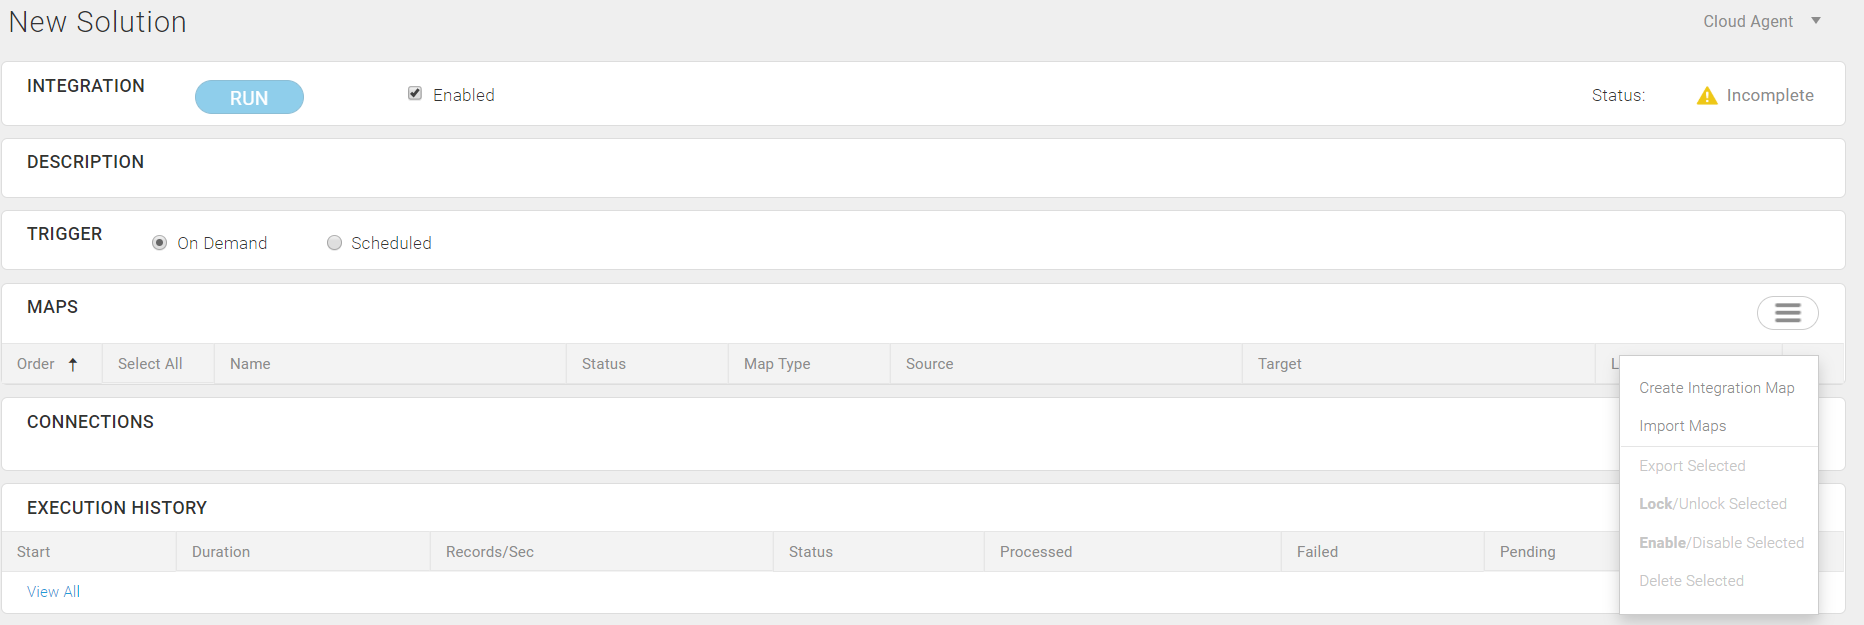 New Solution
Cloud Agent
INTEGRATION
RUN
Enabled
Status:
Incomplete
DESCRIPTION
TRIGGER
On Demand
Scheduled
MAPS
Order
Select All
Name
Status
Map Type
Source
Target
Create Integration Map
Import Maps
Export Selected
Lock/Unlock Selected
Enable/Disable Selected
Delete Selected
CONNECTIONS
EXECUTION HISTORY
Start
Duration
Records/Sec
Status
Processed
Failed
Pending
View All